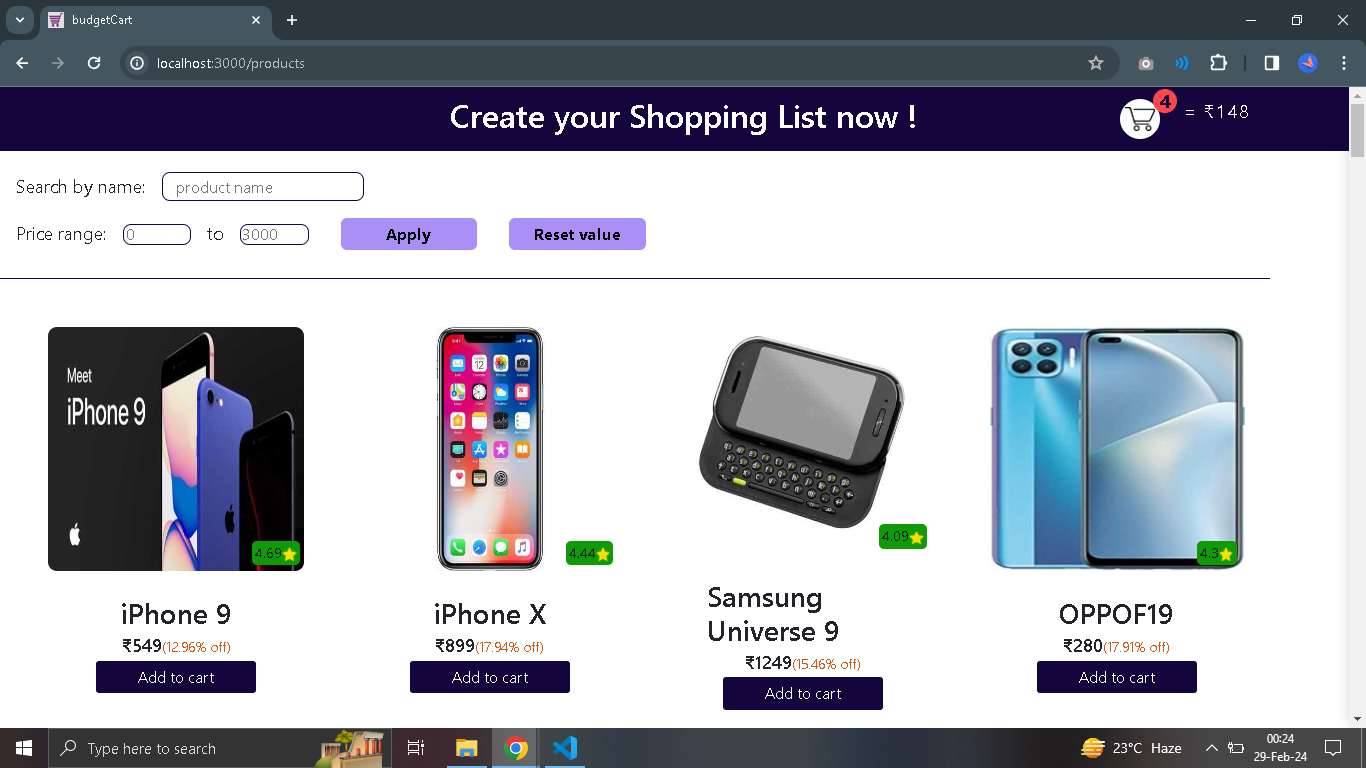 budgetCart
localhost:3000/products
Create your Shopping List now !
4
= ₹148
Search by name: product name
Price range: 0 to 3000 Apply Reset value
Meet
iPhone 9
4.69
4.44
4.09
4.3
iPhone 9
₹549(12.96% off)
Add to cart
iPhone X
₹899(17.94% off)
Add to cart
Samsung
Universe 9
₹1249(15.46% off)
Add to cart
OPPOF19
₹280(17.91% off)
Add to cart
Type here to search
23°C Haze
00:24
29-Feb-24